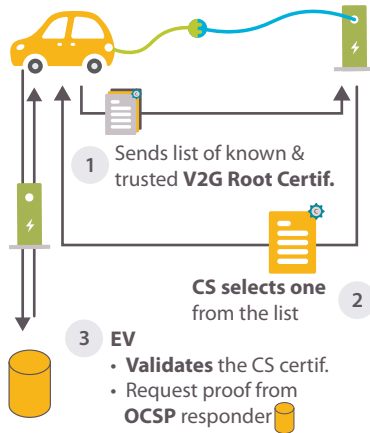 1 Sends list of known &
trusted V2G Root Certif.
CS selects one
from the list 2
3 EV
• Validates the CS certif.
• Request proof from
OCSP responder